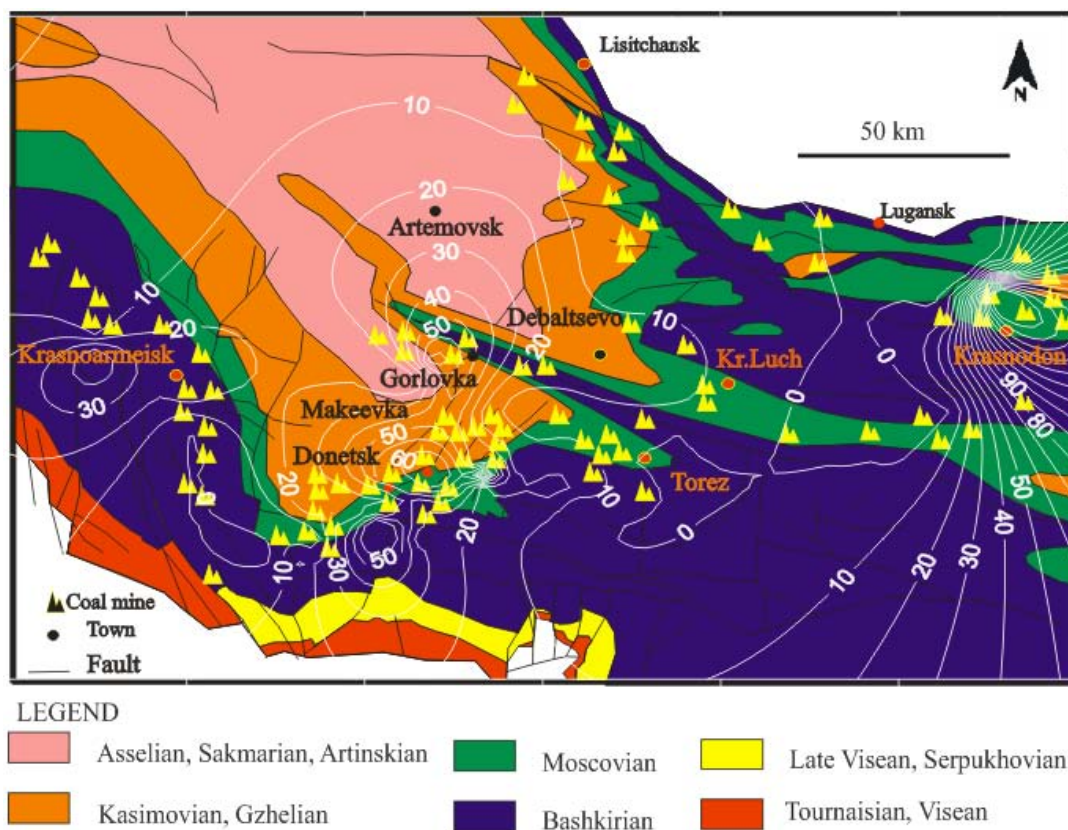 Lisitchansk
N
10
50 km
20
Artemovsk
Lugansk
30
10
40
50
Debaltsevo
10
20
20
0
Krasnoarmeisk
Kr.Luch
Krasnodon
Gorlovka
0
30
90
Makeevka
80
50
Donetsk
60
20
Torez
10
50
0
20
40
50
30
10
30
20
10
Coal mine
Town
Fault
LEGEND
Asselian, Sakmarian, Artinskian
Moscovian
Late Visean, Serpukhovian
Kasimovian, Gzhelian
Bashkirian
Tournaisian, Visean